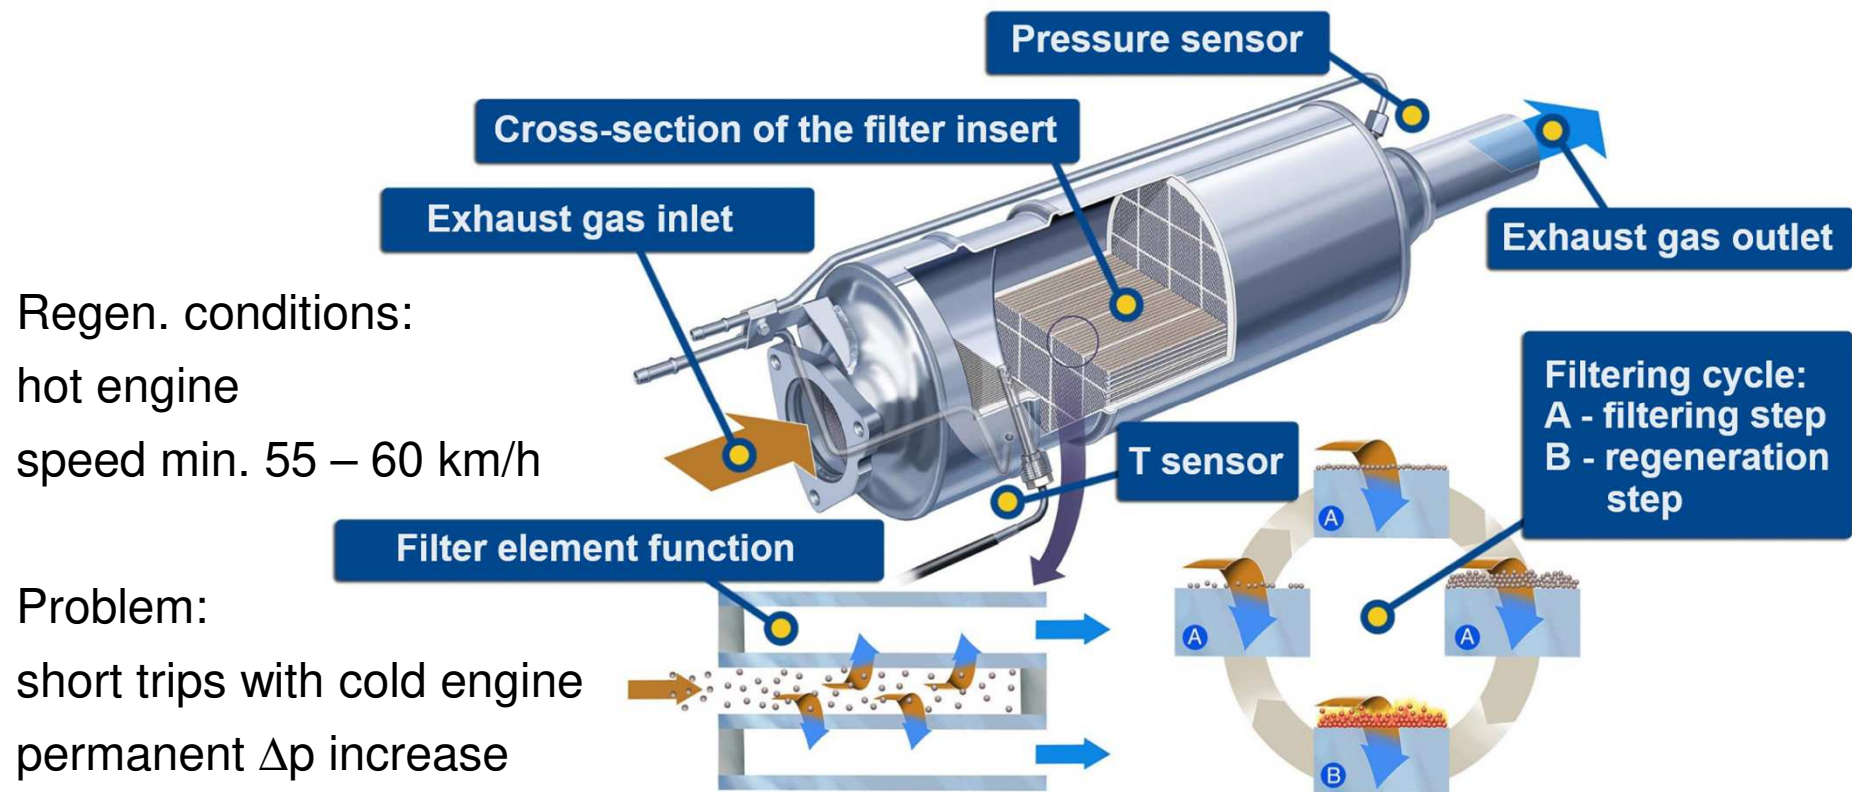 Pressure sensor
Cross-section of the filter insert
Exhaust gas inlet
Exhaust gas outlet
Regen. conditions:
hot engine
speed min. 55 – 60 km/h
Filtering cycle:
A - filtering step
B - regeneration
step
T sensor
Filter element function
A
A
A
B
Problem:
short trips with cold engine
permanent Δp increase